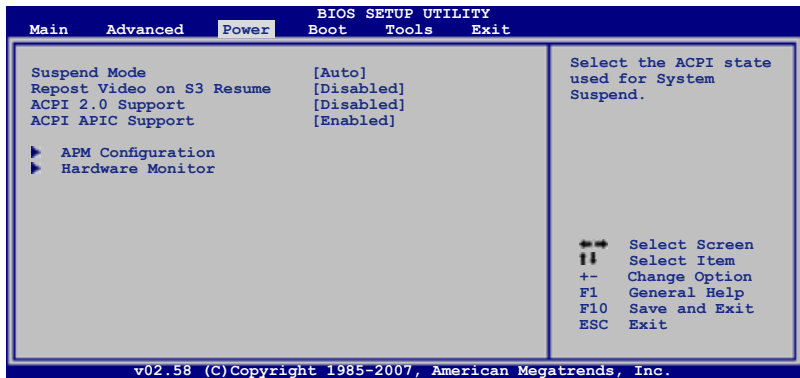 BIOS SETUP UTILITY
Main Advanced Power Boot Tools Exit
Suspend Mode [Auto]
Repost Video on S3 Resume [Disabled]
ACPI 2.0 Support [Disabled]
ACPI APIC Support [Enabled]
APM Configuration
Hardware Monitor
Select the ACPI state
used for System
Suspend.
Select Screen
Select Item
+- Change Option
F1 General Help
F10 Save and Exit
ESC Exit
v02.58 (C)Copyright 1985-2007, American Megatrends, Inc.